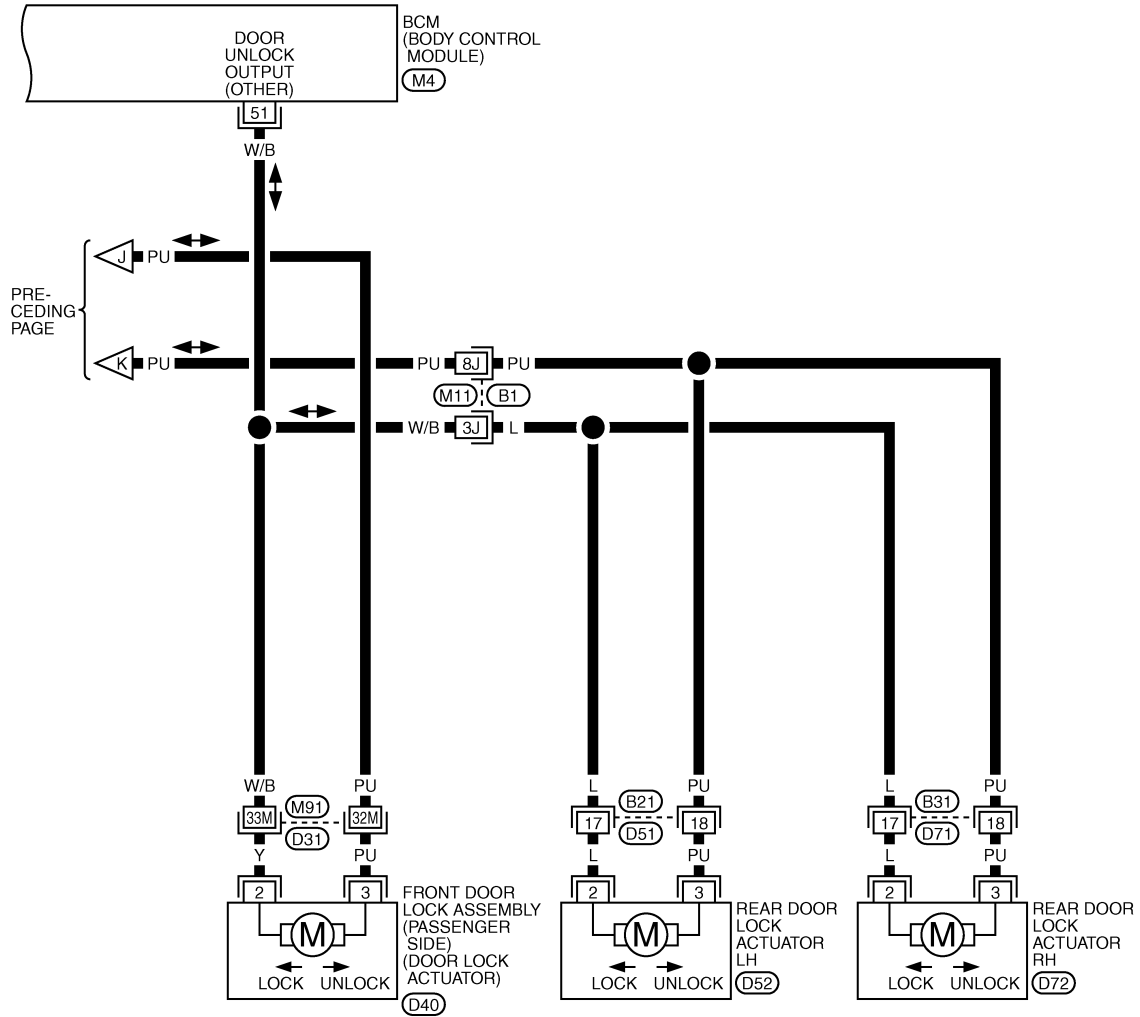 DOOR
UNLOCK
OUTPUT
(OTHER)
51
BCM
(BODY CONTROL
MODULE)
M4
W/B
PRE-
CEDING
PAGE
J PU
K PU
PU 8J PU
M11 B1
W/B 3J L
W/B PU L PU L PU
33M M91 32M
D31
17 B21 18
D51
17 B31 18
D71
Y PU L PU L PU
2 3
M
LOCK UNLOCK
FRONT DOOR
LOCK ASSEMBLY
(PASSENGER
SIDE)
(DOOR LOCK
ACTUATOR)
D40
2 3
M
LOCK UNLOCK
REAR DOOR
LOCK
ACTUATOR
LH
D52
2 3
M
LOCK UNLOCK
REAR DOOR
LOCK
ACTUATOR
RH
D72